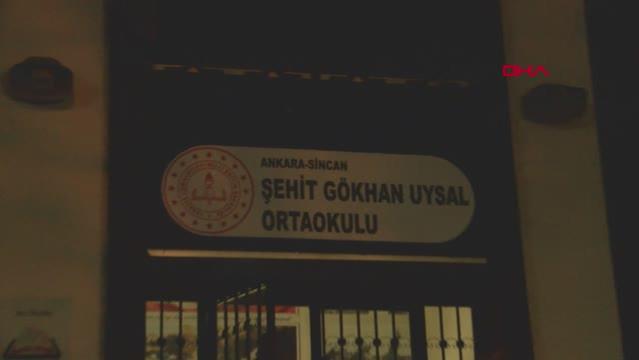 DHA
ANKARA-SİNCAN
ŞEHİT GÖKHAN UYSAL
ORTAOKULU